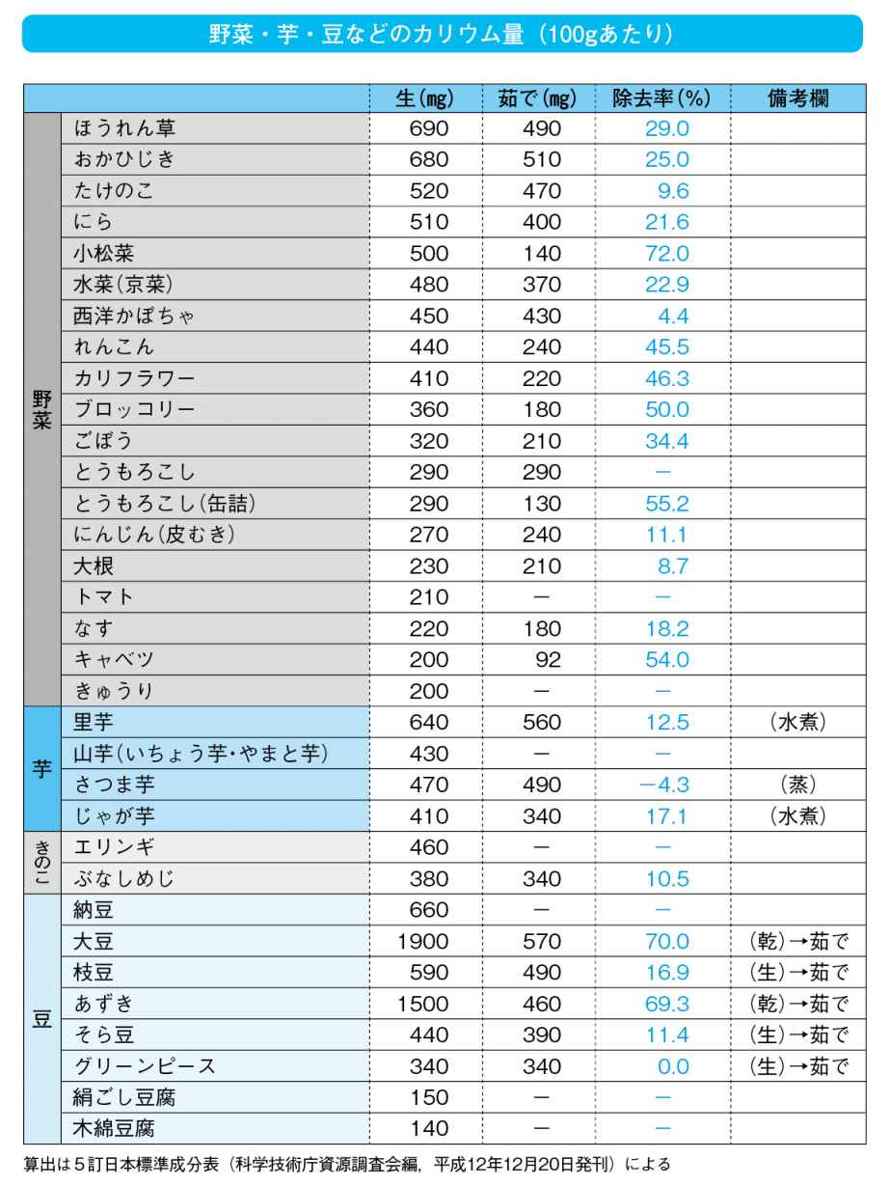 野菜・芋・豆などのカリウム量（100gあたり）
生（㎎） 茹で（㎎） 除去率（%） 備考欄
野菜
ほうれん草 690 490 29.0
おかひじき 680 510 25.0
たけのこ 520 470 9.6
にら 510 400 21.6
小松菜 500 140 72.0
水菜（京菜） 480 370 22.9
西洋かぼちゃ 450 430 4.4
れんこん 440 240 45.5
カリフラワー 410 220 46.3
ブロッコリー 360 180 50.0
ごぼう 320 210 34.4
とうもろこし 290 290 －
とうもろこし（缶詰） 290 130 55.2
にんじん（皮むき） 270 240 11.1
大根 230 210 8.7
トマト 210 － －
なす 220 180 18.2
キャベツ 200 92 54.0
きゅうり 200 － －
芋
里芋 640 560 12.5 （水煮）
山芋（いちょう芋・やまと芋） 430 － －
さつま芋 470 490 －4.3 （蒸）
じゃが芋 410 340 17.1 （水煮）
きのこ
エリンギ 460 － －
ぶなしめじ 380 340 10.5
豆
納豆 660 － －
大豆 1900 570 70.0 （乾）→茹で
枝豆 590 490 16.9 （生）→茹で
あずき 1500 460 69.3 （乾）→茹で
そら豆 440 390 11.4 （生）→茹で
グリーンピース 340 340 0.0 （生）→茹で
絹ごし豆腐 150 － －
木綿豆腐 140 － －
算出は５訂日本標準成分表（科学技術庁資源調査会編，平成12年12月20日発刊）による